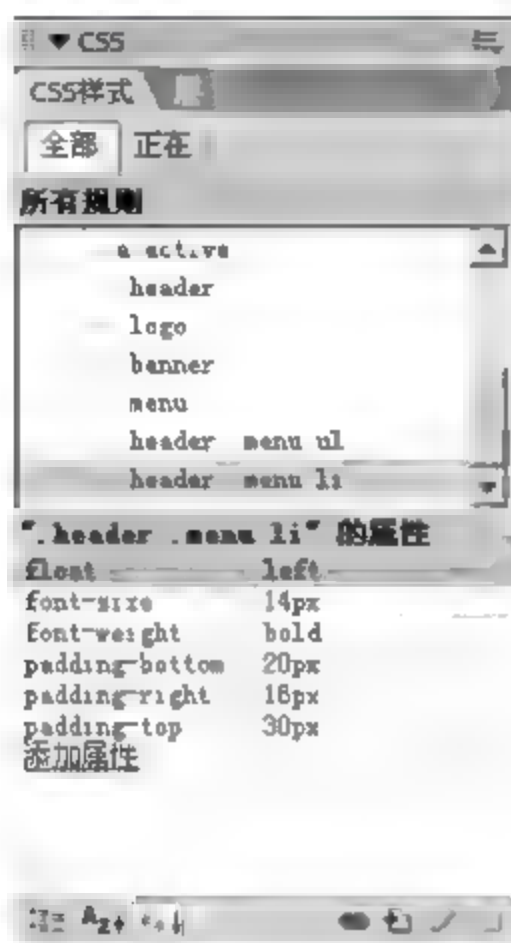 CSS
CSS样式
全部 正在
所有规则
a active
header
logo
banner
menu
header menu ul
header menu li
".header .menu li" 的属性
float left
font-size 14px
font-weight bold
padding-bottom 20px
padding-right 16px
padding-top 30px
添加属性